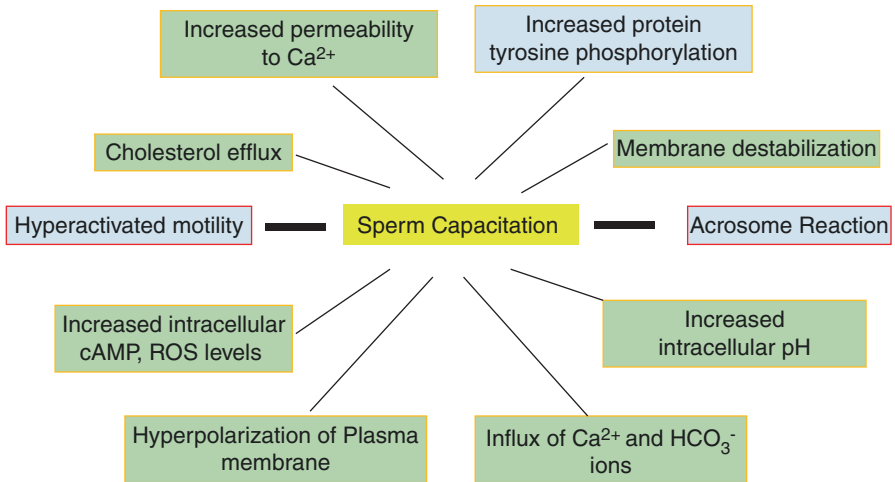 Increased permeability
to Ca²⁺
Increased protein
tyrosine phosphorylation
Cholesterol efflux
Membrane destabilization
Hyperactivated motility
Sperm Capacitation
Acrosome Reaction
Increased intracellular
cAMP, ROS levels
Increased
intracellular pH
Hyperpolarization of Plasma
membrane
Influx of Ca²⁺ and HCO₃⁻
ions